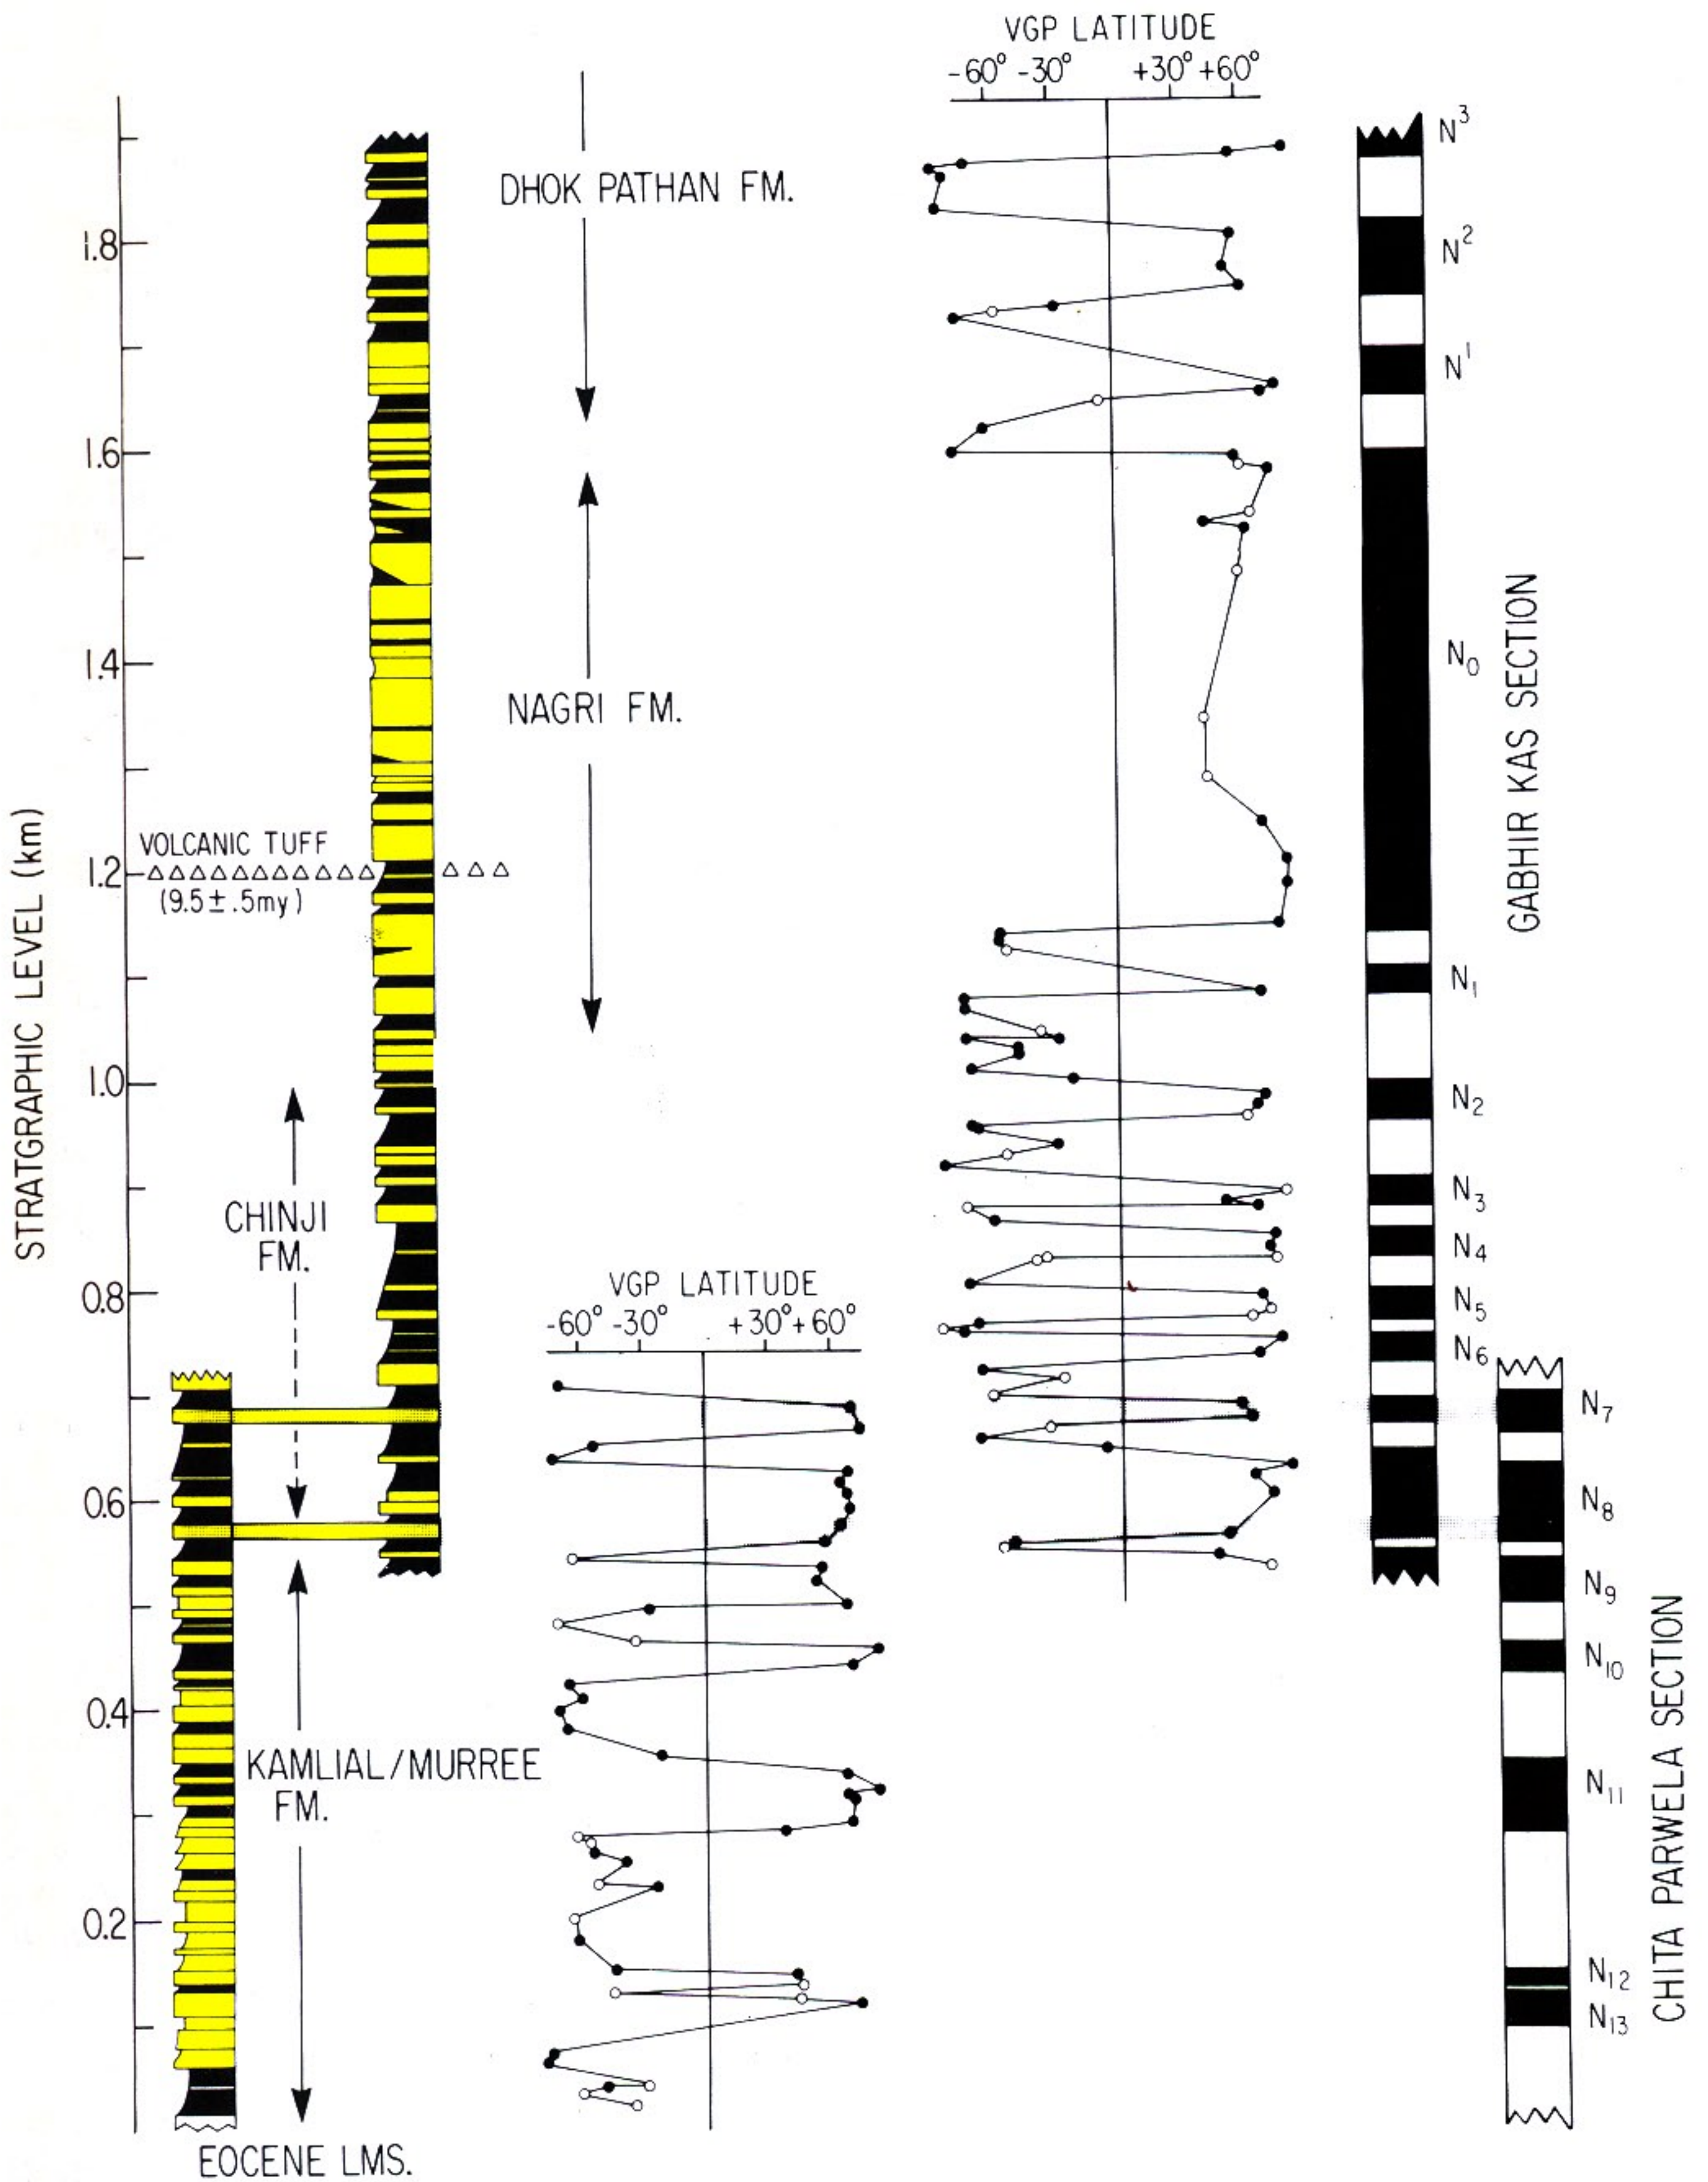 VGP LATITUDE
-60° -30° +30° +60°
N³
DHOK PATHAN FM.
1.8
N²
N¹
1.6
1.4
N₀
NAGRI FM.
GABHIR KAS SECTION
STRATGRAPHIC LEVEL (km)
VOLCANIC TUFF
1.2
(9.5±.5my)
N₁
1.0
N₂
N₃
CHINJI
FM.
N₄
0.8
VGP LATITUDE
-60° -30° +30° +60°
N₅
N₆
N₇
0.6
N₈
N₉
N₁₀
CHITA PARWELA SECTION
0.4
KAMLIAL/MURREE
FM.
N₁₁
0.2
N₁₂
N₁₃
EOCENE LMS.